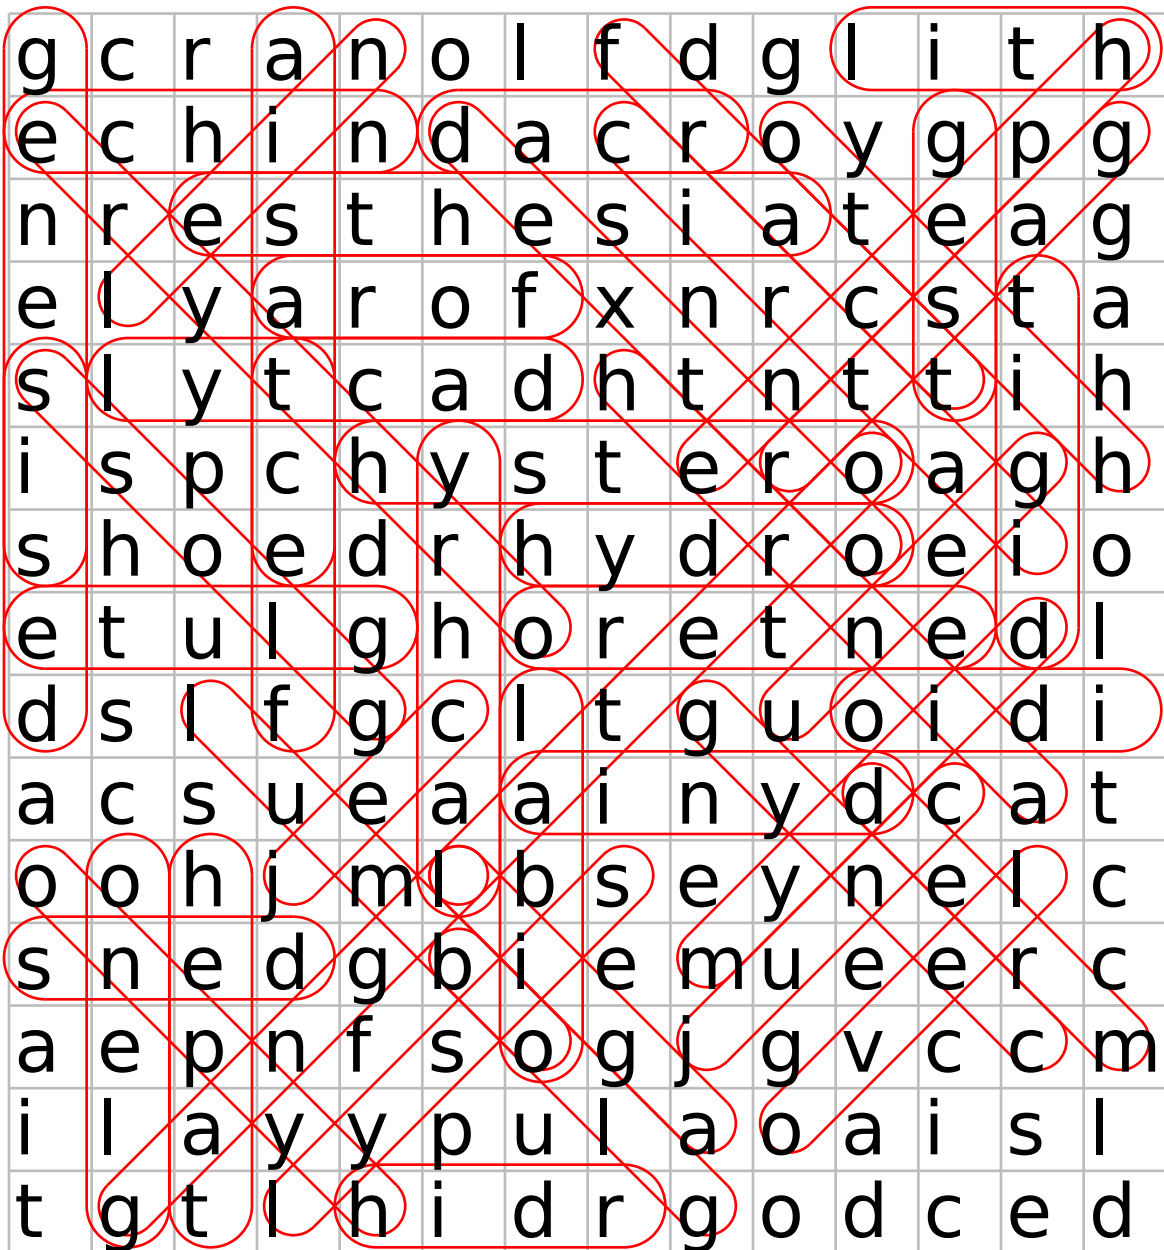 g c r a n o l f d g l i t h
e c h i n d a c r o y g p g
n r e s t h e s i a t e a g
e l y a r o f x n r c s t a
s l y t c a d h t n t t i h
i s p c h y s t e r o a g h
s h o e d r h y d r o e i o
e t u l g h o r e t n e d l
d s l f g c l t g u o i d i
a c s u e a a i n y d c a t
o o h j m l b s e y n e l c
s n e d g b i e m u e e r c
a e p n f s o g j g v c c m
i l a y y p u l a o a i s l
t g t l h i d r g o d c e d